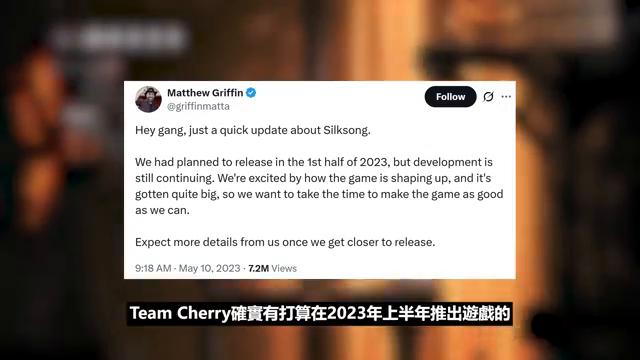 Matthew Griffin
@griffinmatta
Follow
Hey gang, just a quick update about Silksong.
We had planned to release in the 1st half of 2023, but development is
still continuing. We're excited by how the game is shaping up, and it's
gotten quite big, so we want to take the time to make the game as good
as we can.
Expect more details from us once we get closer to release.
9:18 AM · May 10, 2023 · 7.2M Views
Team Cherry確實有打算在2023年上半年推出遊戲的